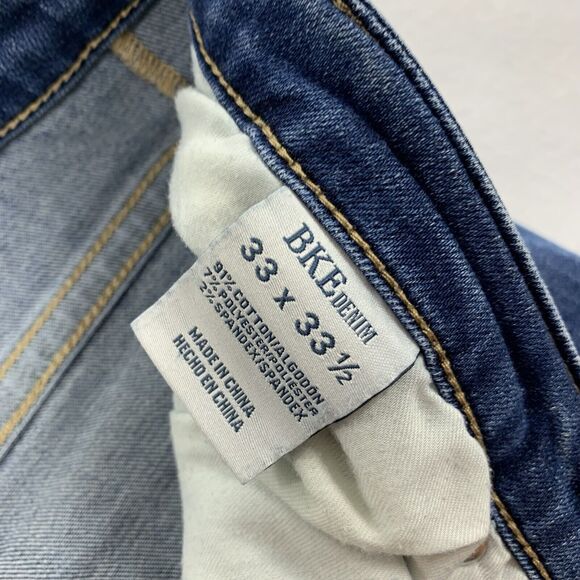 BKE DENIM
33 x 33 ½
91% COTTON/ALGODÓN
7% POLYESTER/POLIESTER
2% SPANDEX/SPANDEX
MADE IN CHINA
HECHO EN CHINA